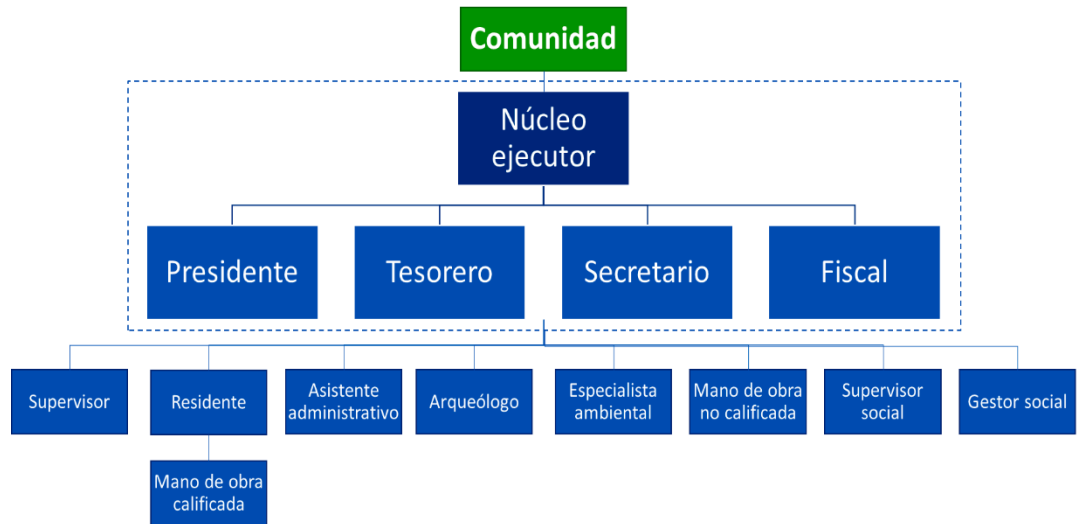 Comunidad
Núcleo
ejecutor
Presidente
Tesorero
Secretario
Fiscal
Supervisor
Residente
Asistente
administrativo
Arqueólogo
Especialista
ambiental
Mano de obra
no calificada
Supervisor
social
Gestor social
Mano de obra
calificada